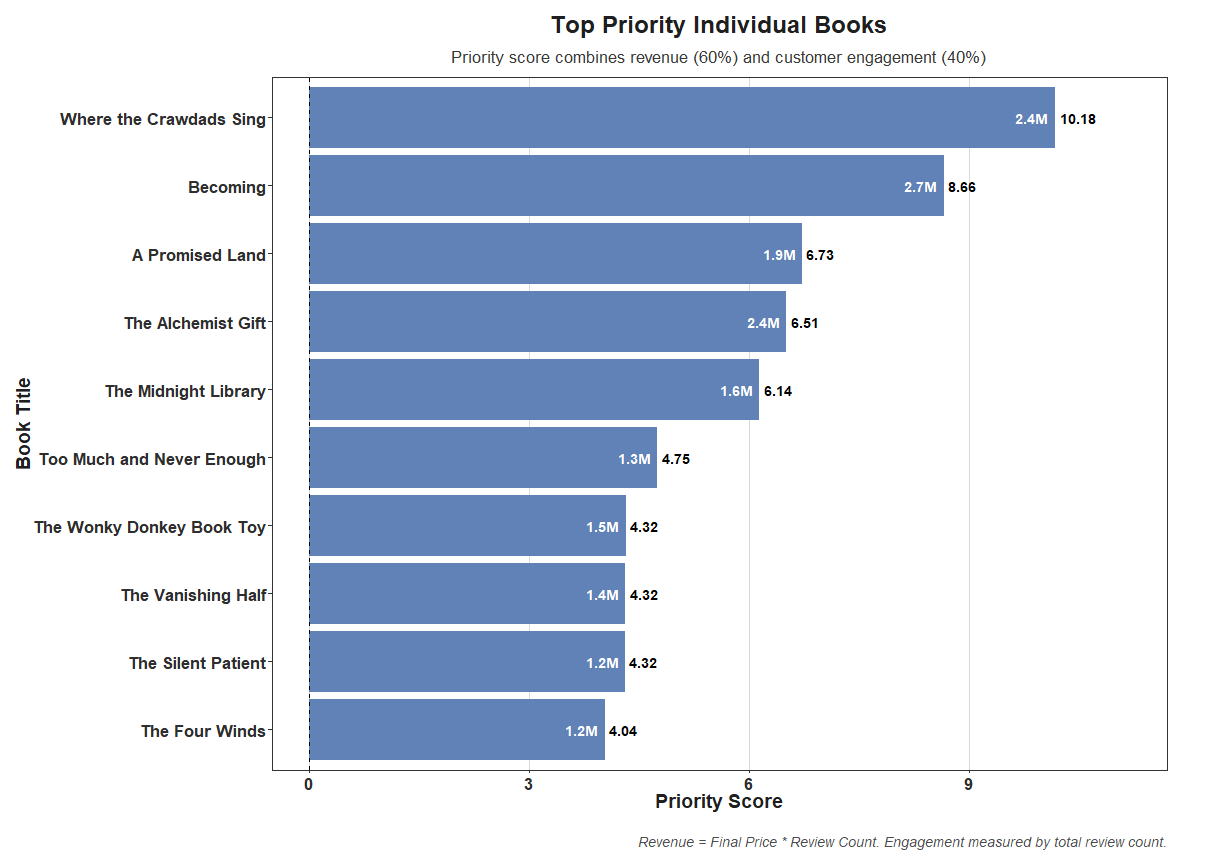 Top Priority Individual Books
Priority score combines revenue (60%) and customer engagement (40%)
Book Title
Where the Crawdads Sing 2.4M 10.18
Becoming 2.7M 8.66
A Promised Land 1.9M 6.73
The Alchemist Gift 2.4M 6.51
The Midnight Library 1.6M 6.14
Too Much and Never Enough 1.3M 4.75
The Wonky Donkey Book Toy 1.5M 4.32
The Vanishing Half 1.4M 4.32
The Silent Patient 1.2M 4.32
The Four Winds 1.2M 4.04
0 3 6 9
Priority Score
Revenue = Final Price * Review Count. Engagement measured by total review count.